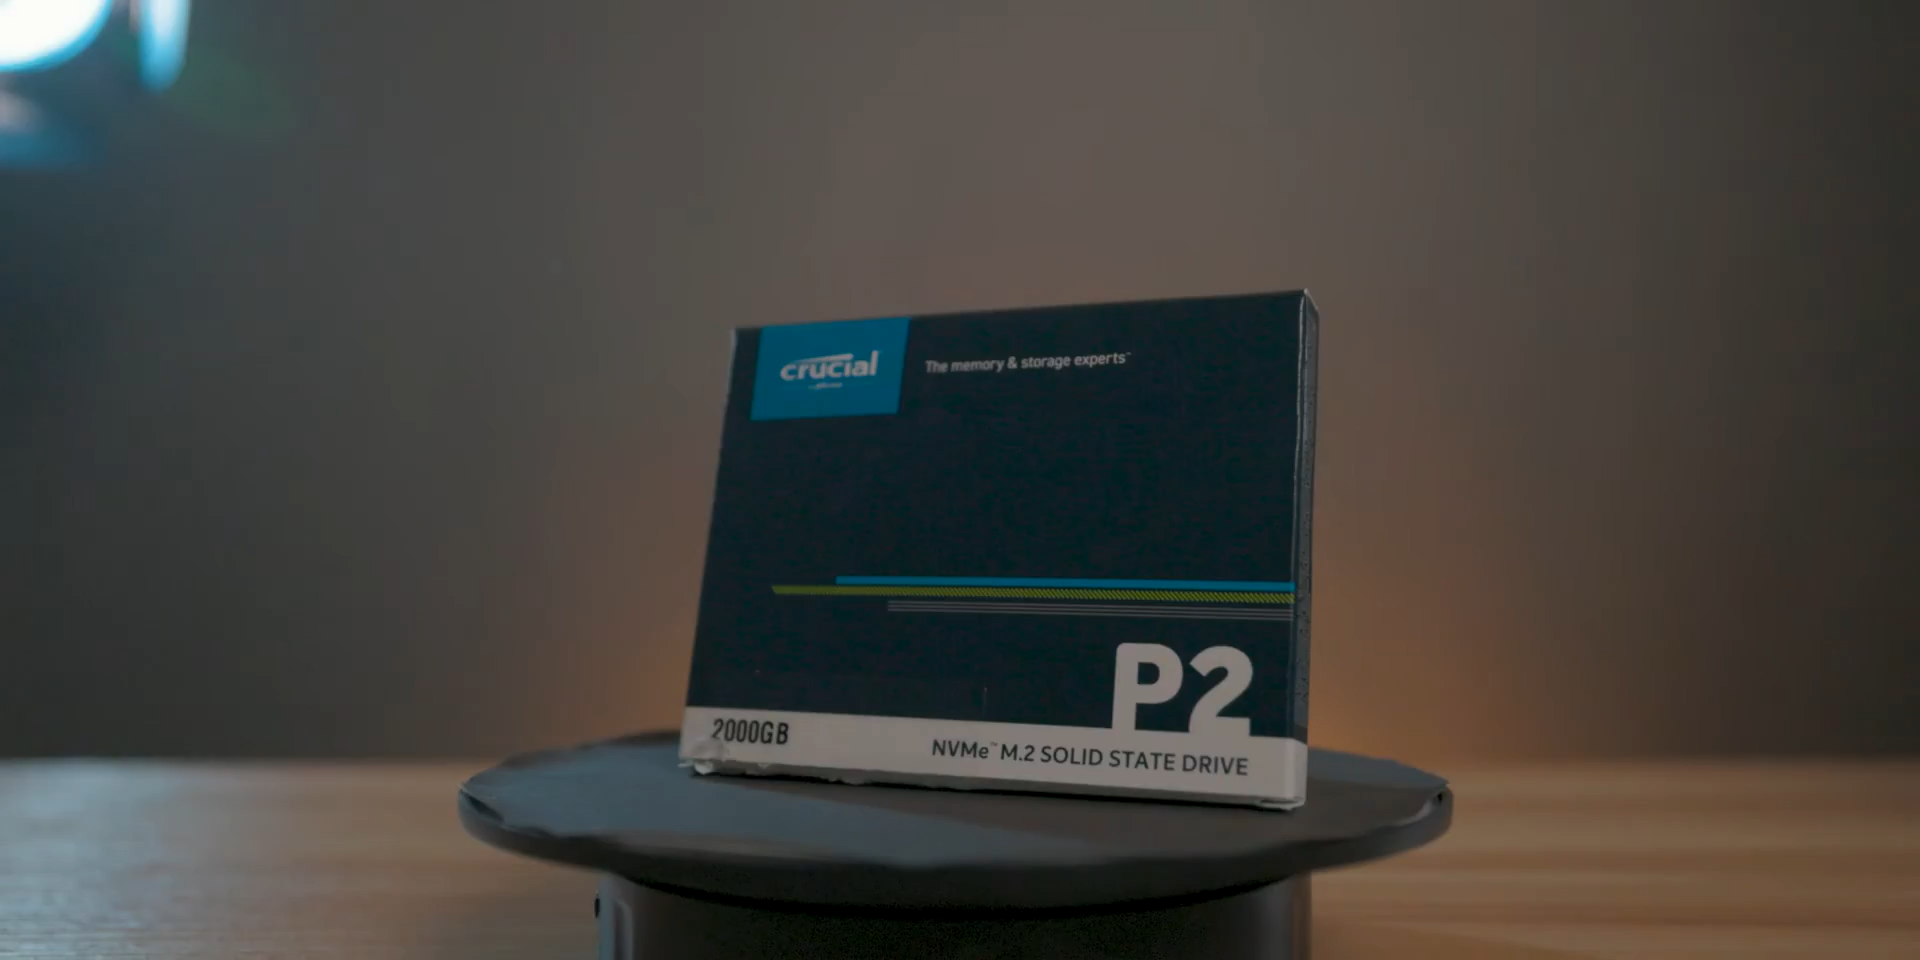 crucial
The memory & storage experts™
P2
2000GB
NVMe™ M.2 SOLID STATE DRIVE